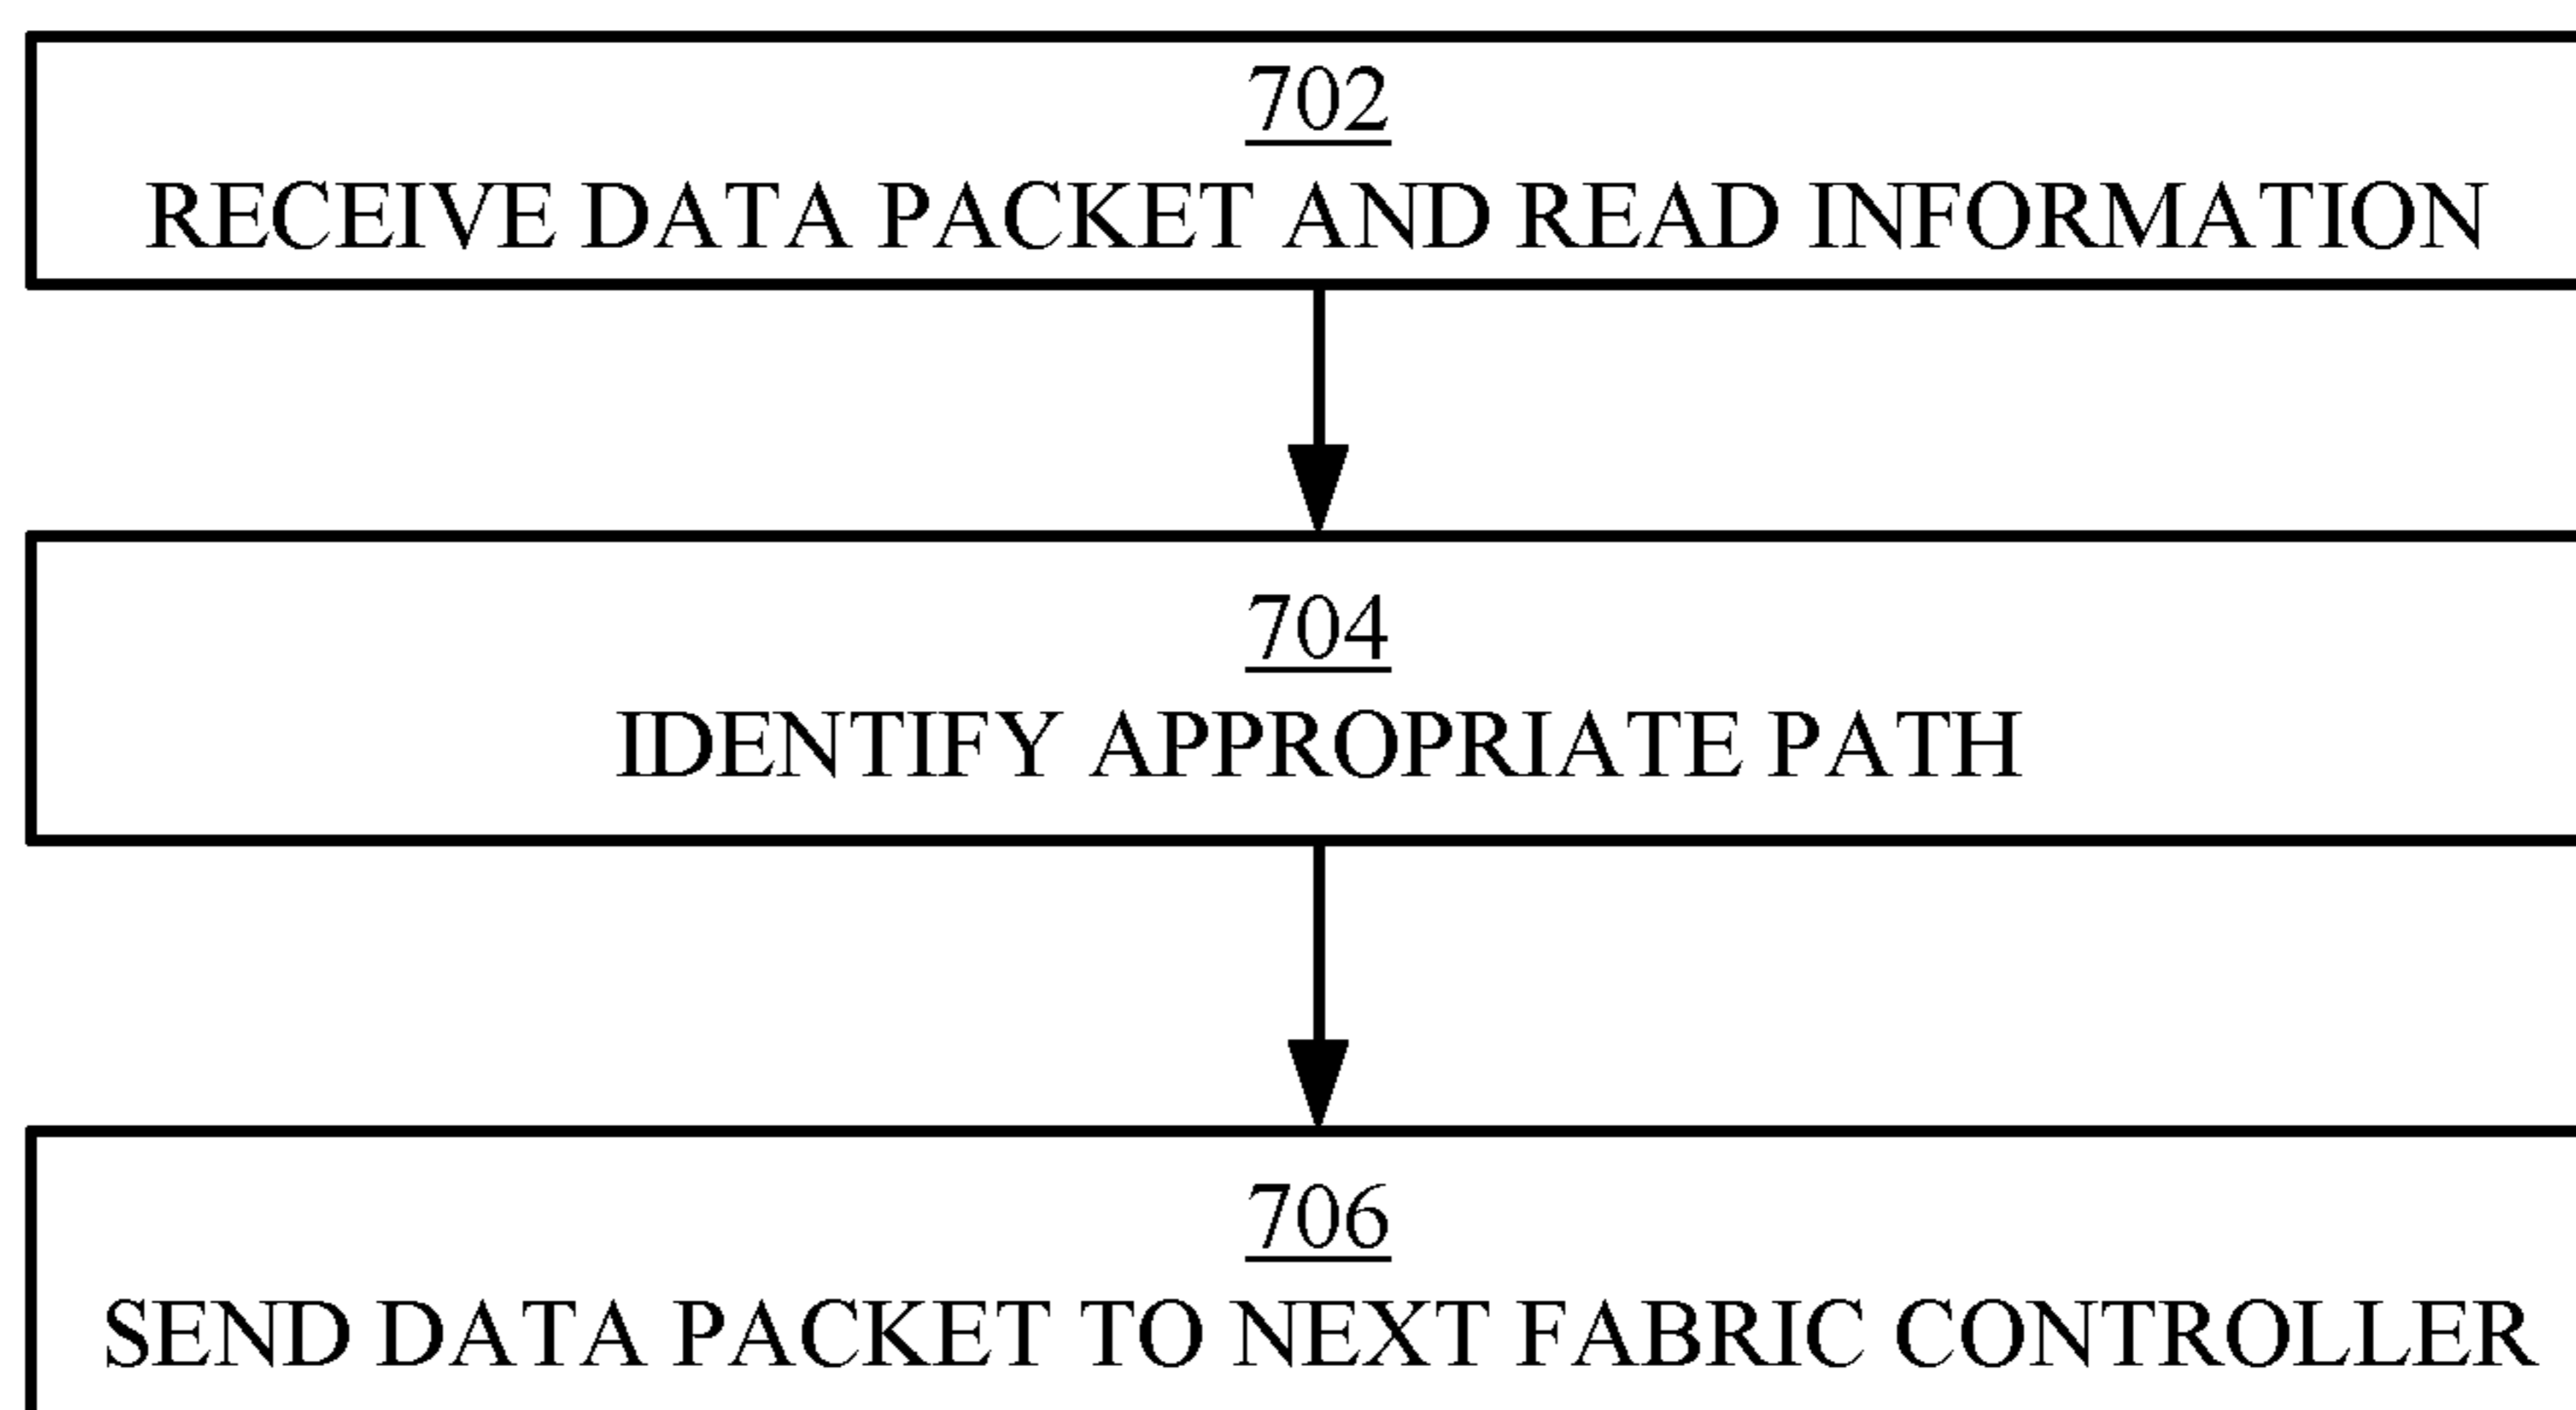 702
RECEIVE DATA PACKET AND READ INFORMATION
704
IDENTIFY APPROPRIATE PATH
706
SEND DATA PACKET TO NEXT FABRIC CONTROLLER